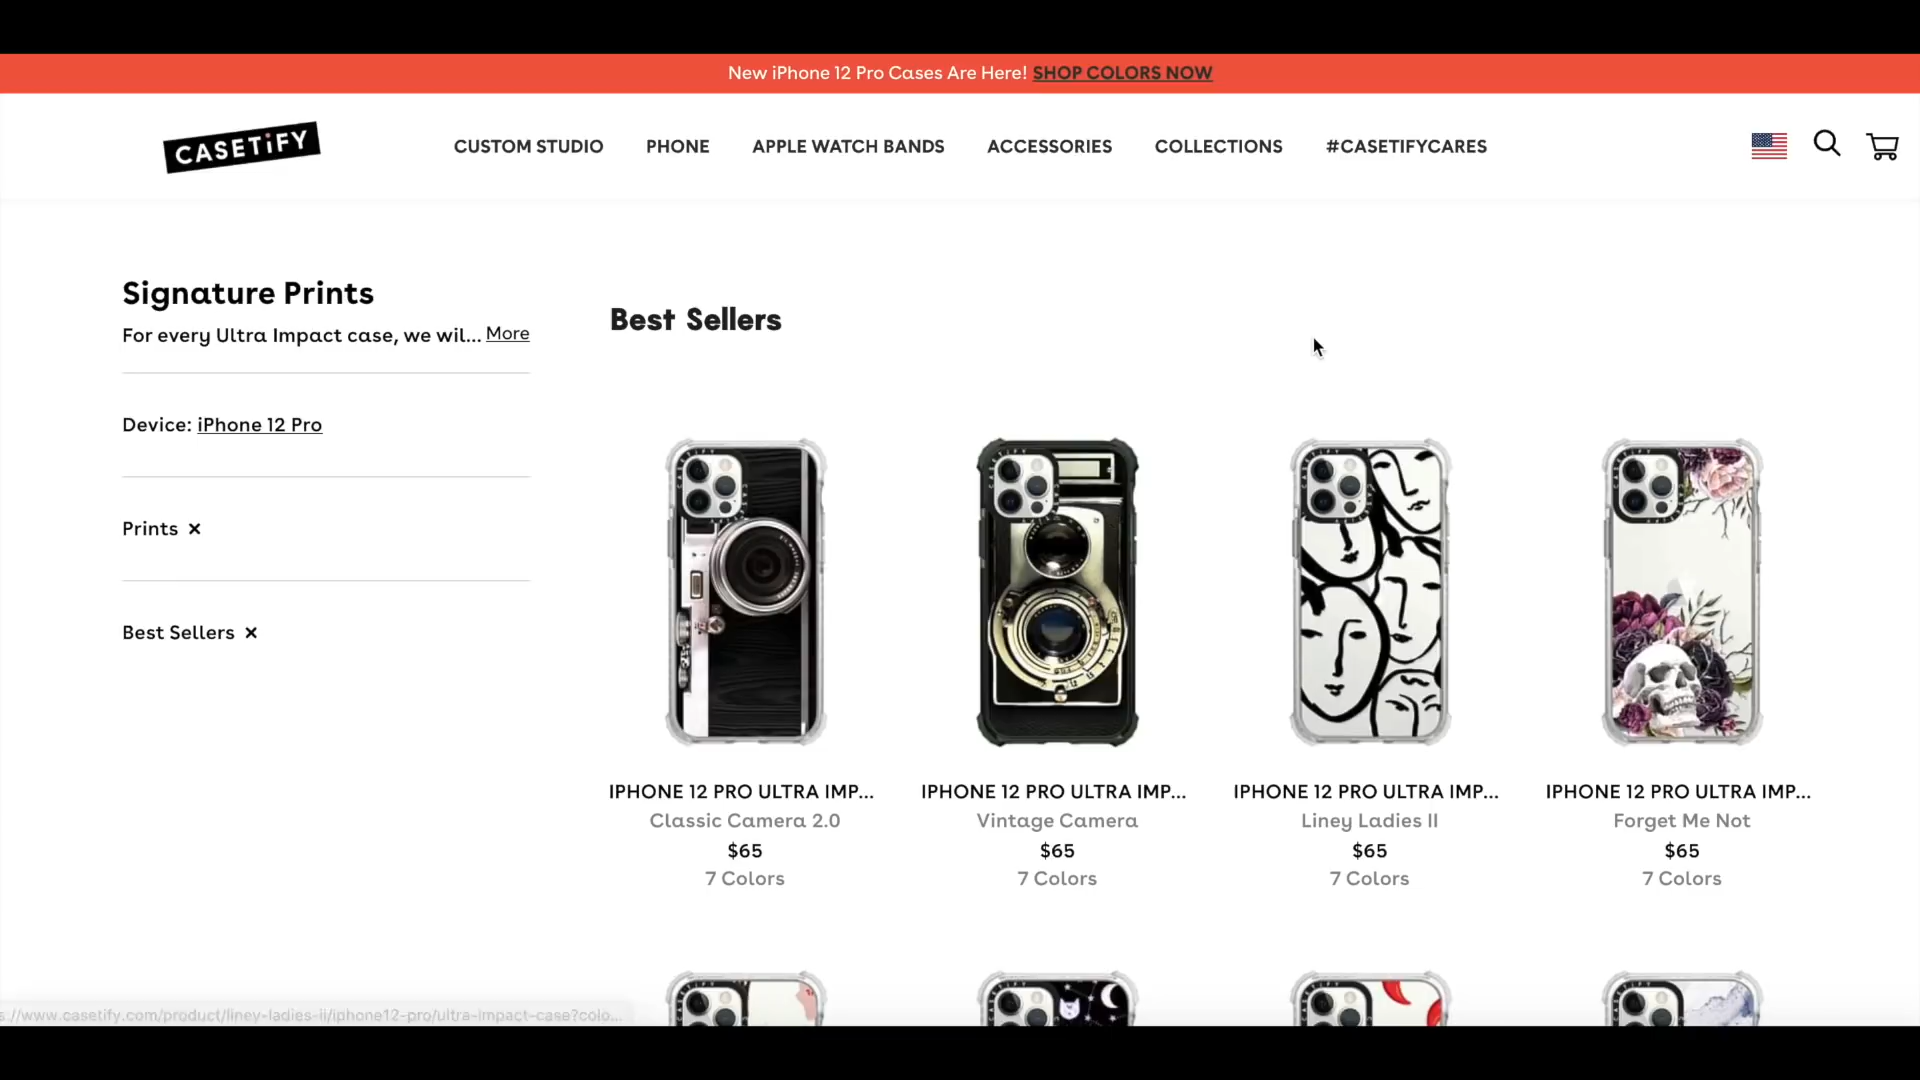 New iPhone 12 Pro Cases Are Here! SHOP COLORS NOW
CASETiFY
CUSTOM STUDIO
PHONE
APPLE WATCH BANDS
ACCESSORIES
COLLECTIONS
#CASETIFYCARES
Signature Prints
For every Ultra Impact case, we wil... More
Device: iPhone 12 Pro
Prints ×
Best Sellers ×
Best Sellers
IPHONE 12 PRO ULTRA IMP...
Classic Camera 2.0
$65
7 Colors
IPHONE 12 PRO ULTRA IMP...
Vintage Camera
$65
7 Colors
IPHONE 12 PRO ULTRA IMP...
Liney Ladies II
$65
7 Colors
IPHONE 12 PRO ULTRA IMP...
Forget Me Not
$65
7 Colors
s://www.casetify.com/product/liney-ladies-ii/iphone12-pro/ultra-impact-case?colo...